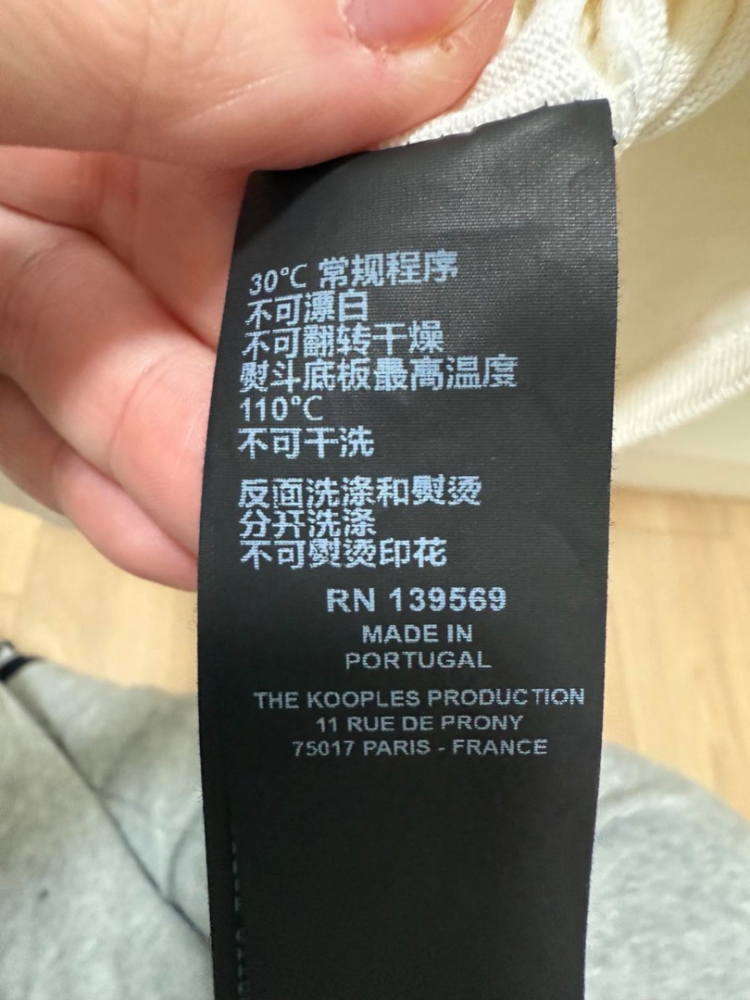 30°C 常规程序
不可漂白
不可翻转干燥
熨斗底板最高温度
110°C
不可干洗
反面洗涤和熨烫
分开洗涤
不可熨烫印花
RN 139569
MADE IN
PORTUGAL
THE KOOPLES PRODUCTION
11 RUE DE PRONY
75017 PARIS - FRANCE